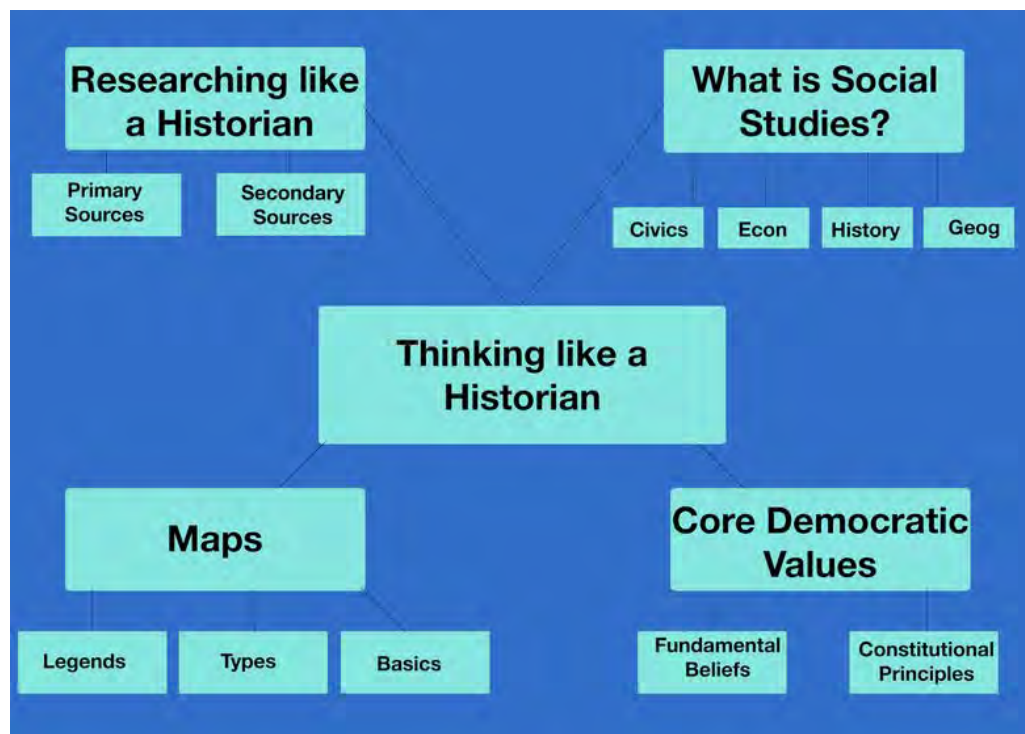 Researching like
a Historian
What is Social
Studies?
Primary
Sources
Secondary
Sources
Civics
Econ
History
Geog
Thinking like a
Historian
Maps
Core Democratic
Values
Legends
Types
Basics
Fundamental
Beliefs
Constitutional
Principles